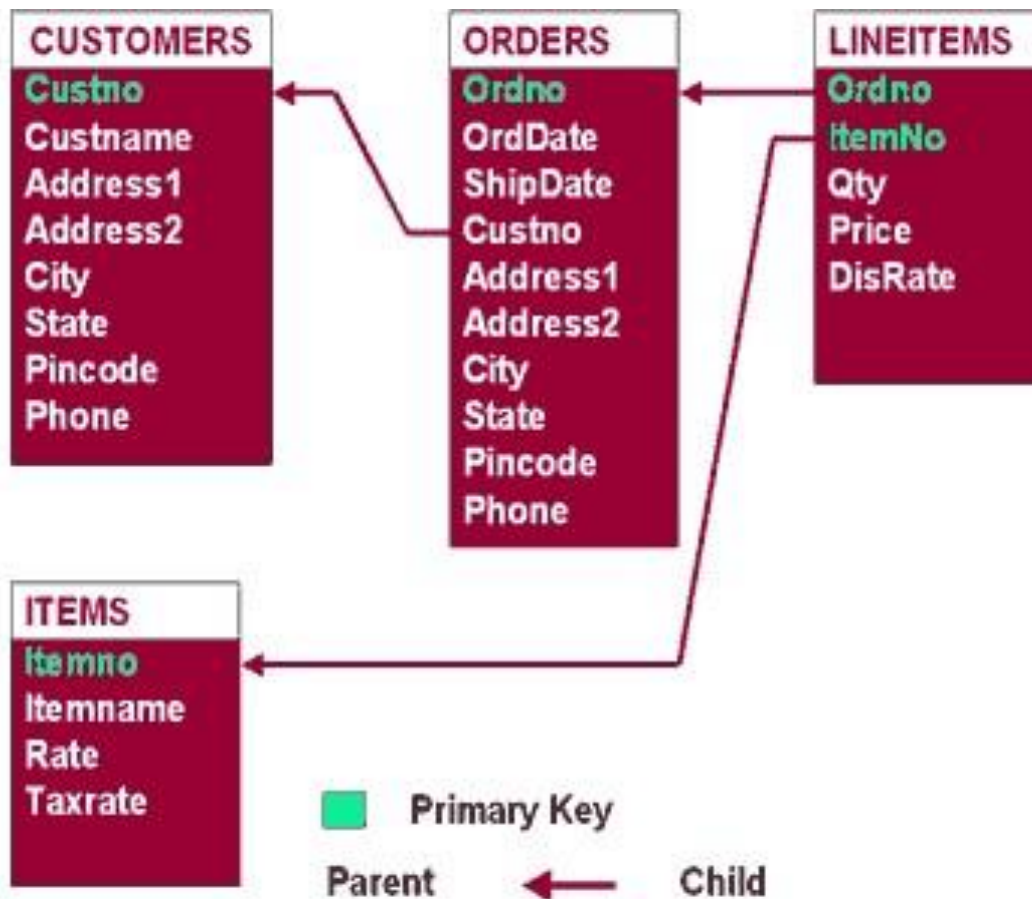 CUSTOMERS
Custno
Custname
Address1
Address2
City
State
Pincode
Phone
ORDERS
Ordno
OrdDate
ShipDate
Custno
Address1
Address2
City
State
Pincode
Phone
LINEITEMS
Ordno
ItemNo
Qty
Price
DisRate
ITEMS
Itemno
Itemname
Rate
Taxrate
Primary Key
Parent Child